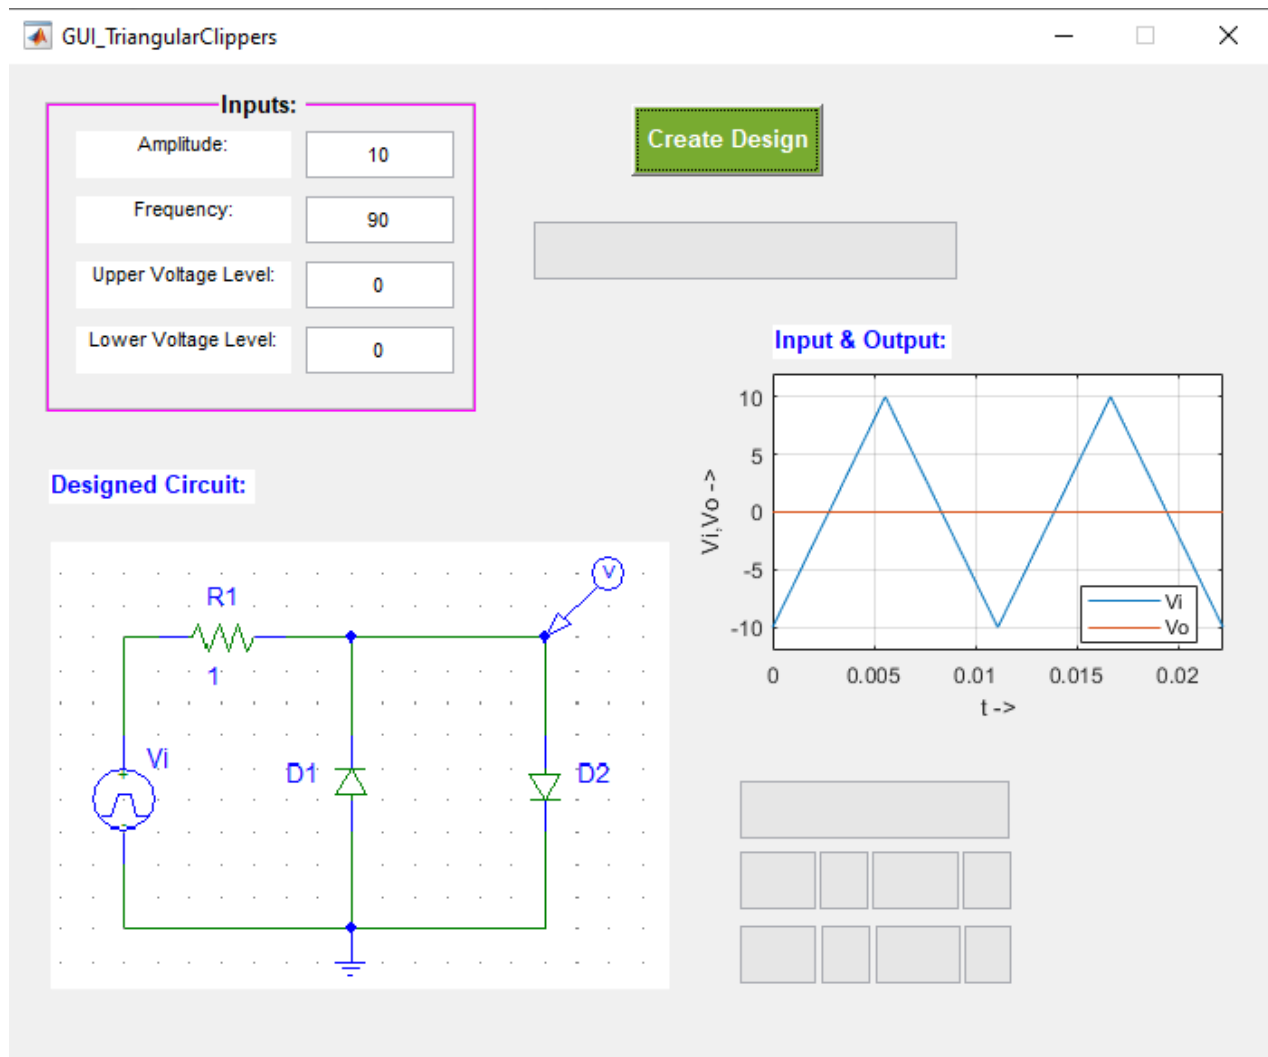 GUI_TriangularClippers
Inputs:
Amplitude:
10
Frequency:
90
Upper Voltage Level:
0
Lower Voltage Level:
0
Create Design
Input & Output:
10
5
0
-5
-10
Vi,Vo ->
Vi
Vo
0
0.005
0.01
0.015
0.02
t ->
Designed Circuit:
V
R1
1
Vi
D1
D2